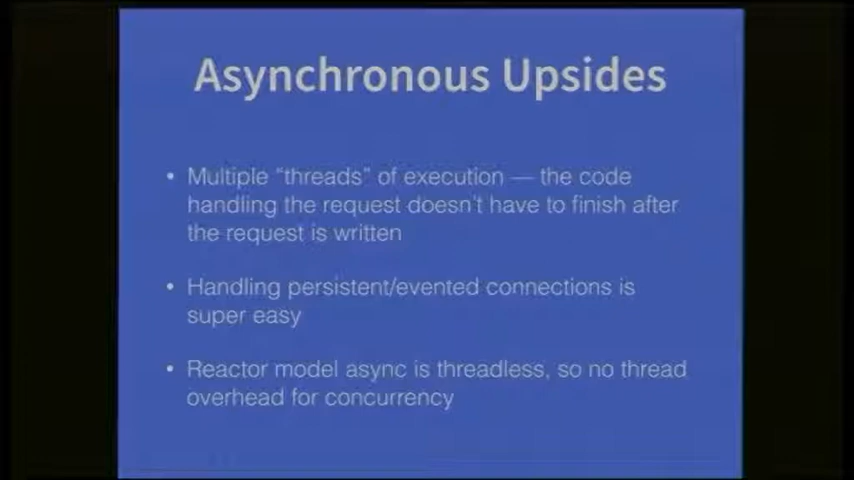 Asynchronous Upsides
• Multiple “threads” of execution — the code
handling the request doesn't have to finish after
the request is written
• Handling persistent/evented connections is
super easy
• Reactor model async is threadless, so no thread
overhead for concurrency